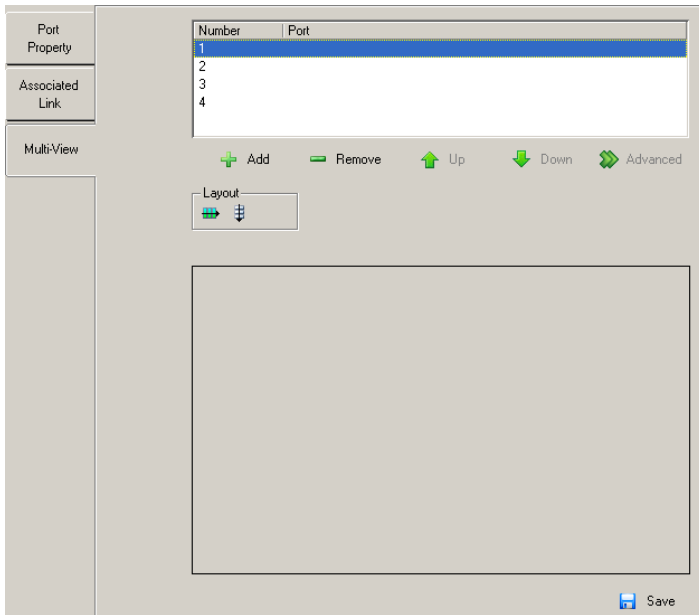 Port
Property
Associated
Link
Multi-View
Number Port
1
2
3
4
Add Remove Up Down Advanced
Layout
Save